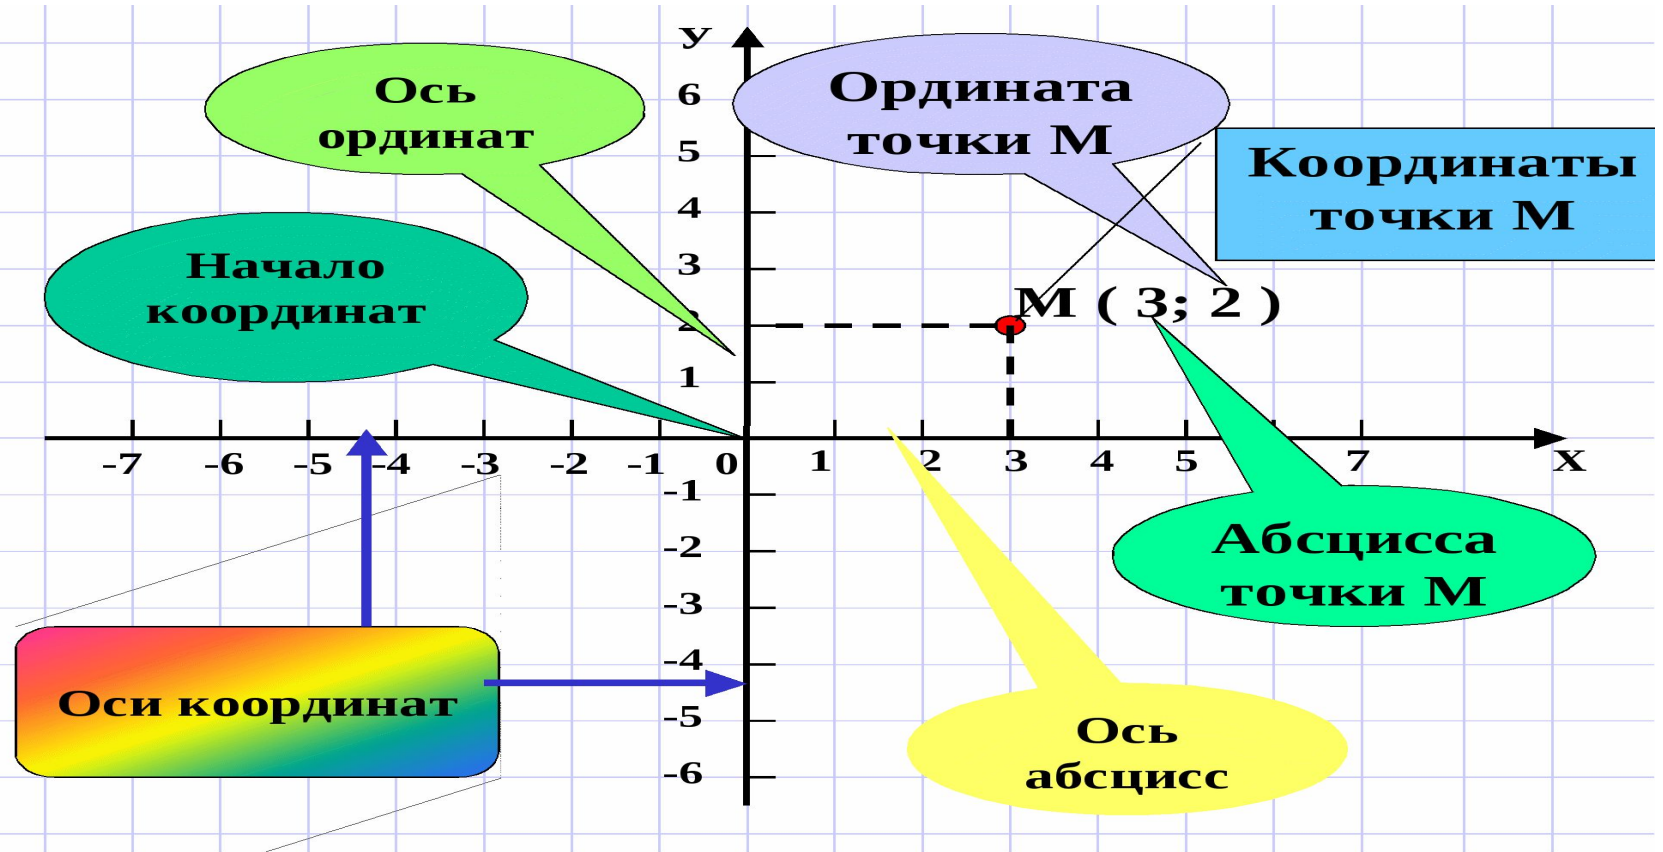 У
Ось
ординат
Ордината
точки М
Координаты
точки М
Начало
координат
6
5
4
3
2
1
М ( 3; 2 )
-7 -6 -5 -4 -3 -2 -1 0 1 2 3 4 5 7 Х
-1
-2
-3
-4
-5
-6
Абсцисса
точки М
Оси координат
Ось
абсцисс